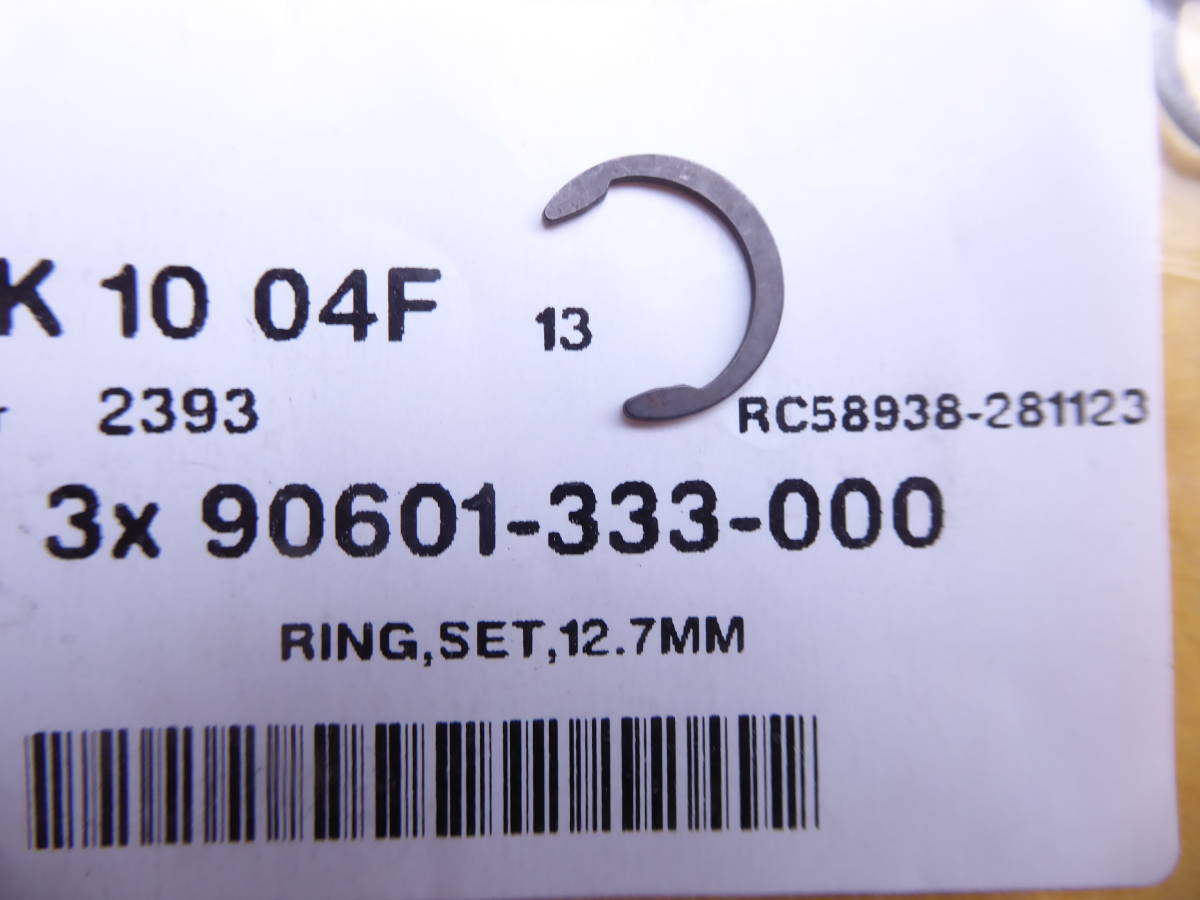 K 10 04F 13
r 2393 RC58938-281123
3x 90601-333-000
RING,SET,12.7MM